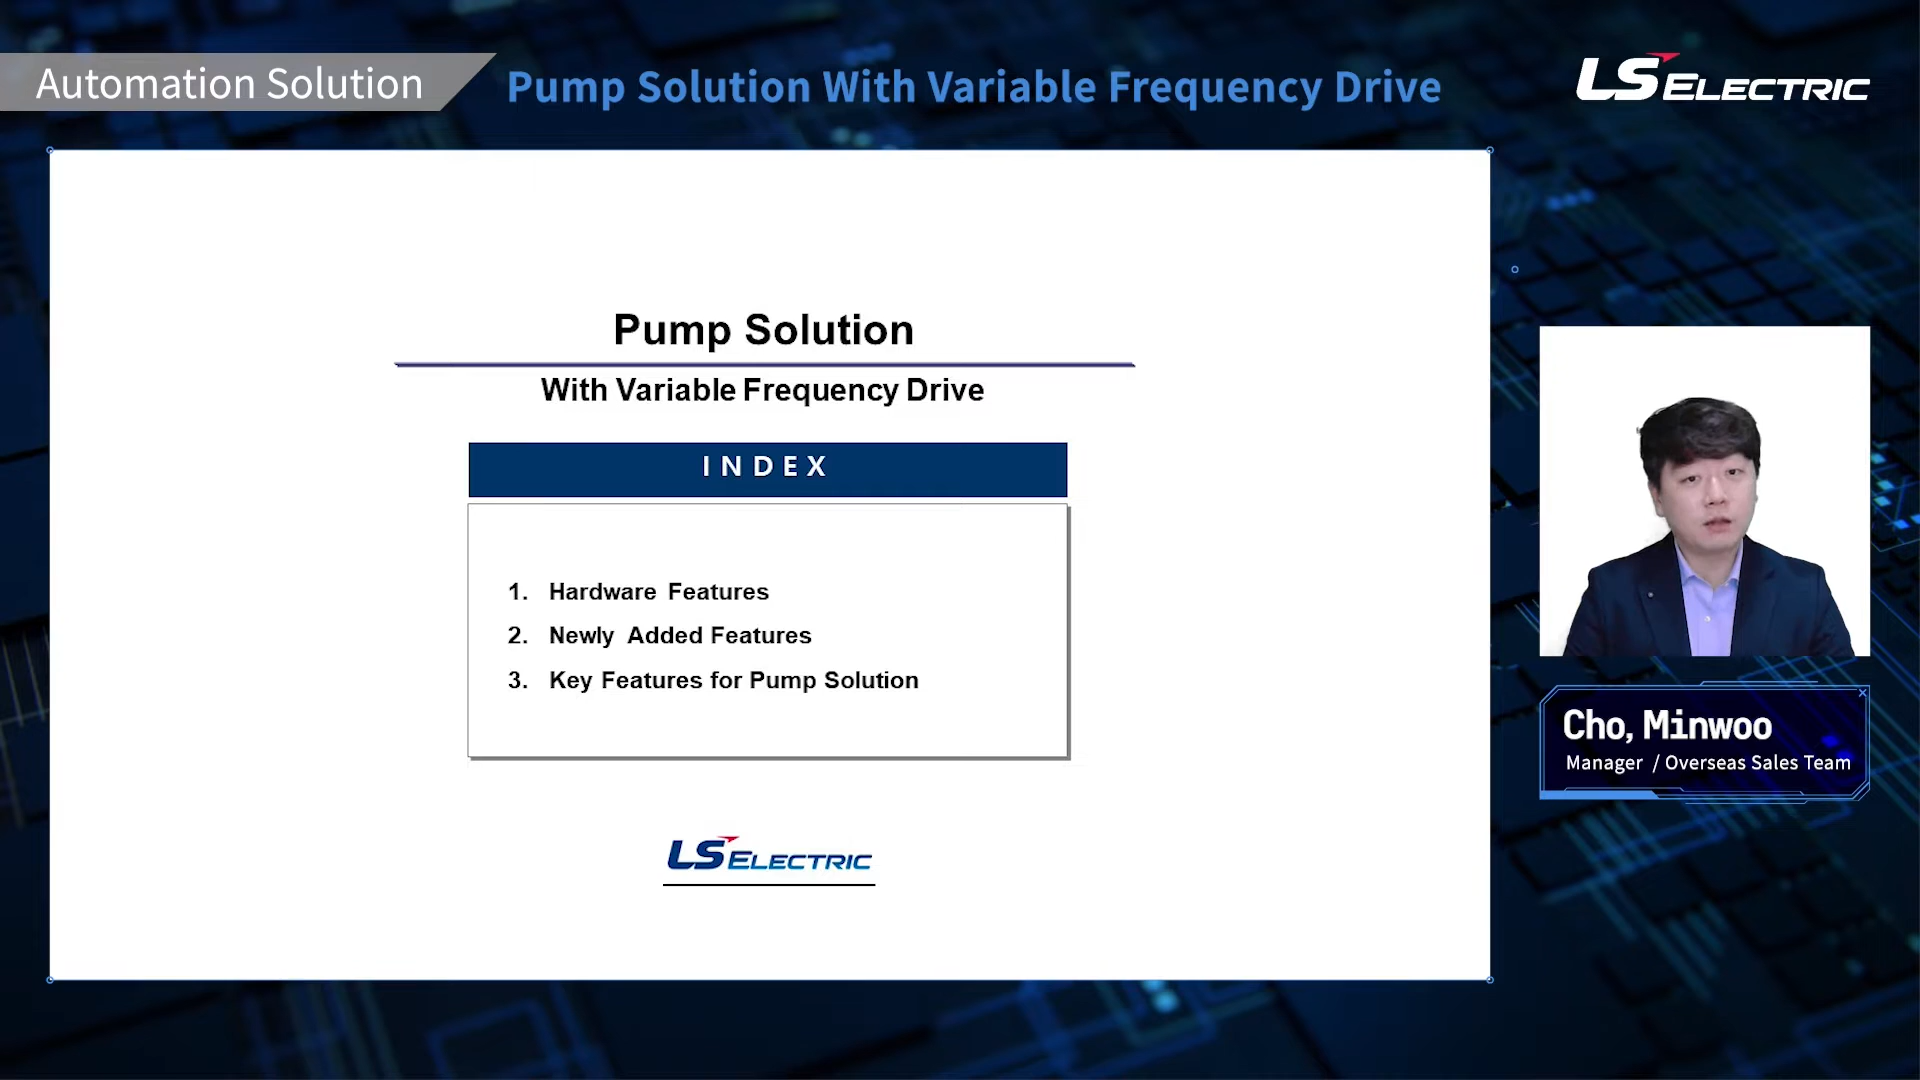 Automation Solution
Pump Solution With Variable Frequency Drive
LS ELECTRIC
Pump Solution
With Variable Frequency Drive
INDEX
1. Hardware Features
2. Newly Added Features
3. Key Features for Pump Solution
LS ELECTRIC
Cho, Minwoo
Manager / Overseas Sales Team